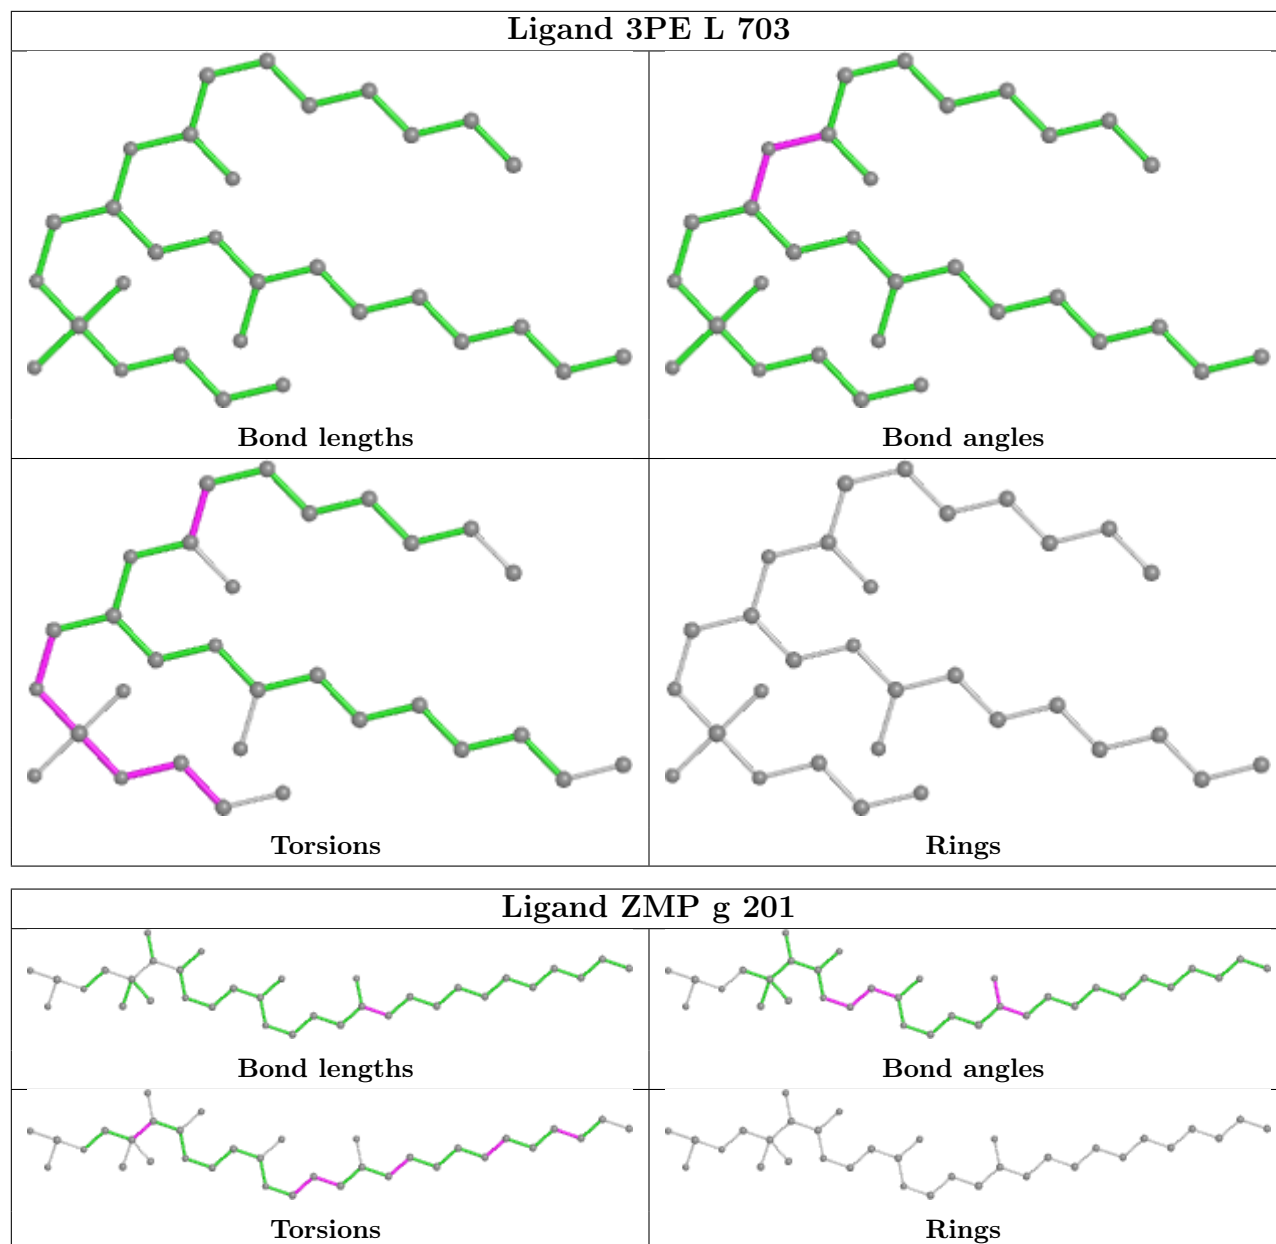 Ligand 3PE L 703
Bond lengths
Bond angles
Torsions
Rings
Ligand ZMP g 201
Bond lengths
Bond angles
Torsions
Rings